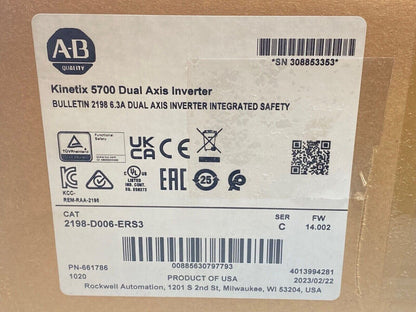 AB
QUALITY
*SN 308853353*
Kinetix 5700 Dual Axis Inverter
BULLETIN 2198 6.3A DUAL AXIS INVERTER INTEGRATED SAFETY
TÜVRheinland
CERTIFIED
Functional
Safety
UK
CA
CE
KCC-
REM-RAA-2198
c UL US
LISTED
IND. CONT.
EQ.
EAC
25
CAT
2198-D006-ERS3
SER
C
FW
14.002
PN-661786
1020
00885630797793
4013994281
2023/02/22
PRODUCT OF USA
Rockwell Automation, 1201 S 2nd St, Milwaukee, WI 53204, USA